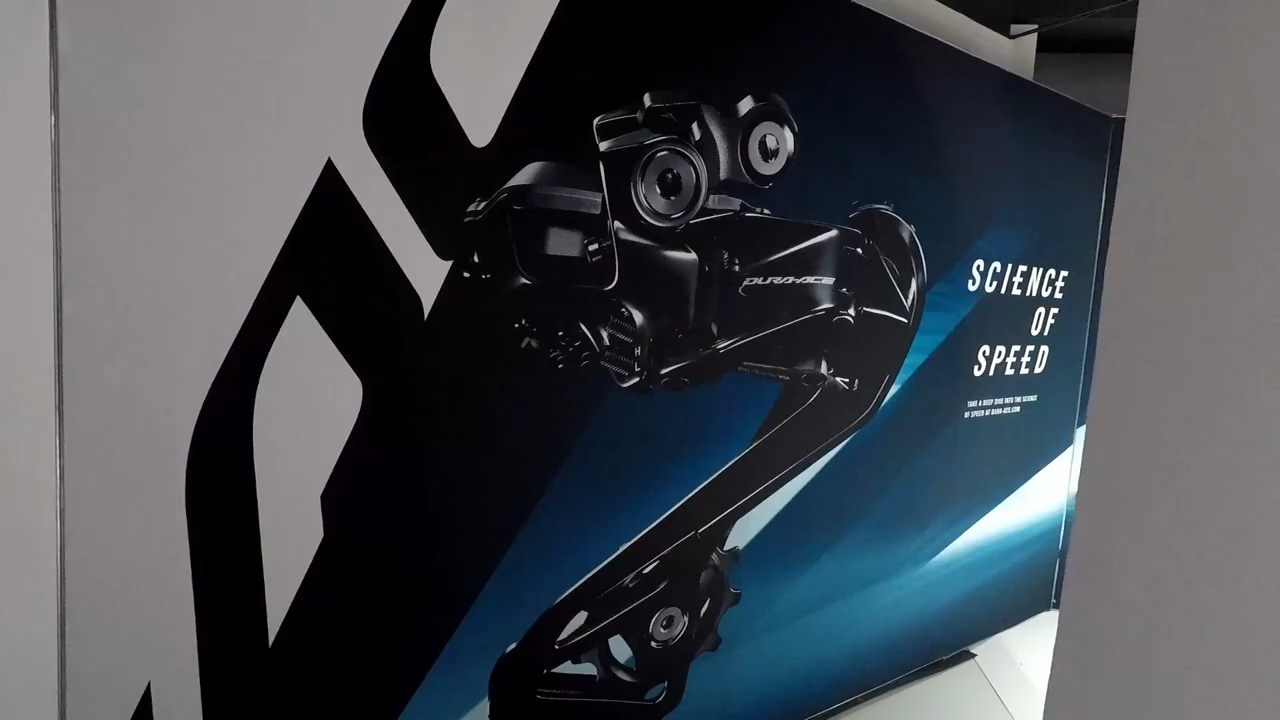 DURA-ACE
SCIENCE
OF
SPEED
TAKE A DEEP DIVE INTO THE SCIENCE
OF SPEED AT DURA-ACE.COM
H